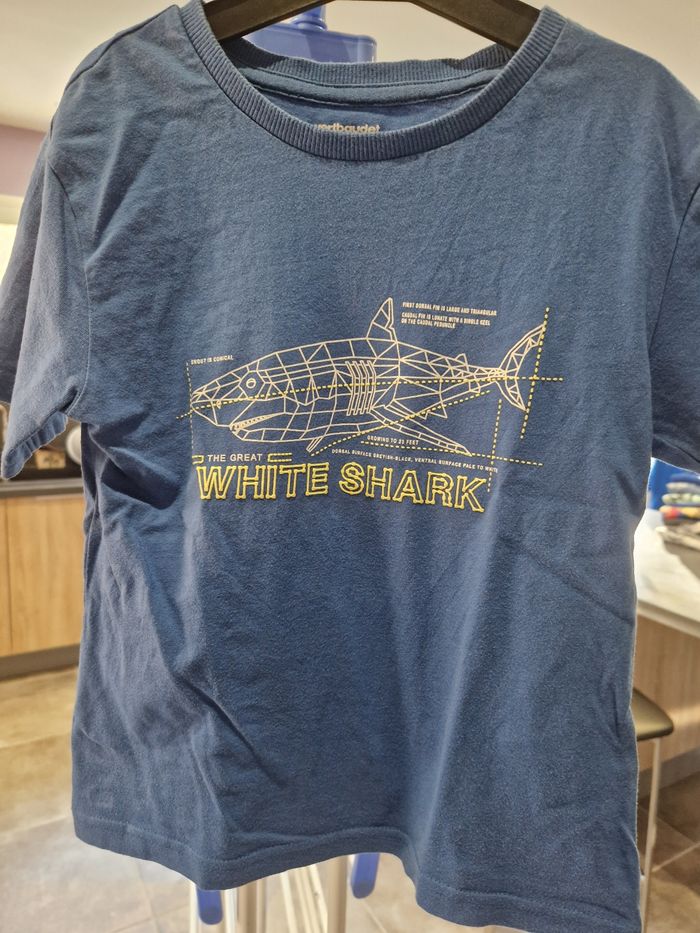 vertbaudet
FIRST DORSAL FIN IS LARGE AND TRIANGULAR
CAUDAL FIN IS LUNATE WITH A SINGLE KEEL
ON THE CAUDAL PEDUNCLE
SNOUT IS CONICAL
GROWING TO 21 FEET
DORSAL SURFACE GREYISH-BLACK, VENTRAL SURFACE PALE TO WHITE
THE GREAT
WHITE SHARK